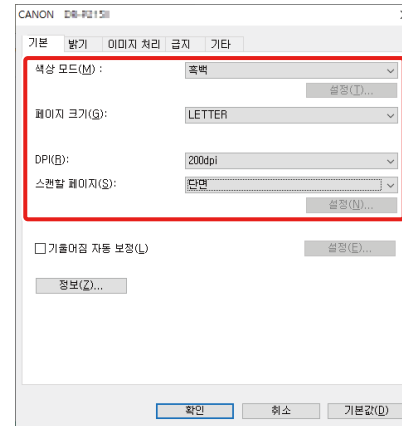 CANON DR-P215II
기본 밝기 이미지 처리 급지 기타
색상 모드(M) : 흑백
설정(T)...
페이지 크기(G): LETTER
DPI(R): 200dpi
스캔할 페이지(S): 단면
설정(N)...
기울어짐 자동 보정(L) 설정(E)...
정보(Z)...
확인 취소 기본값(D)